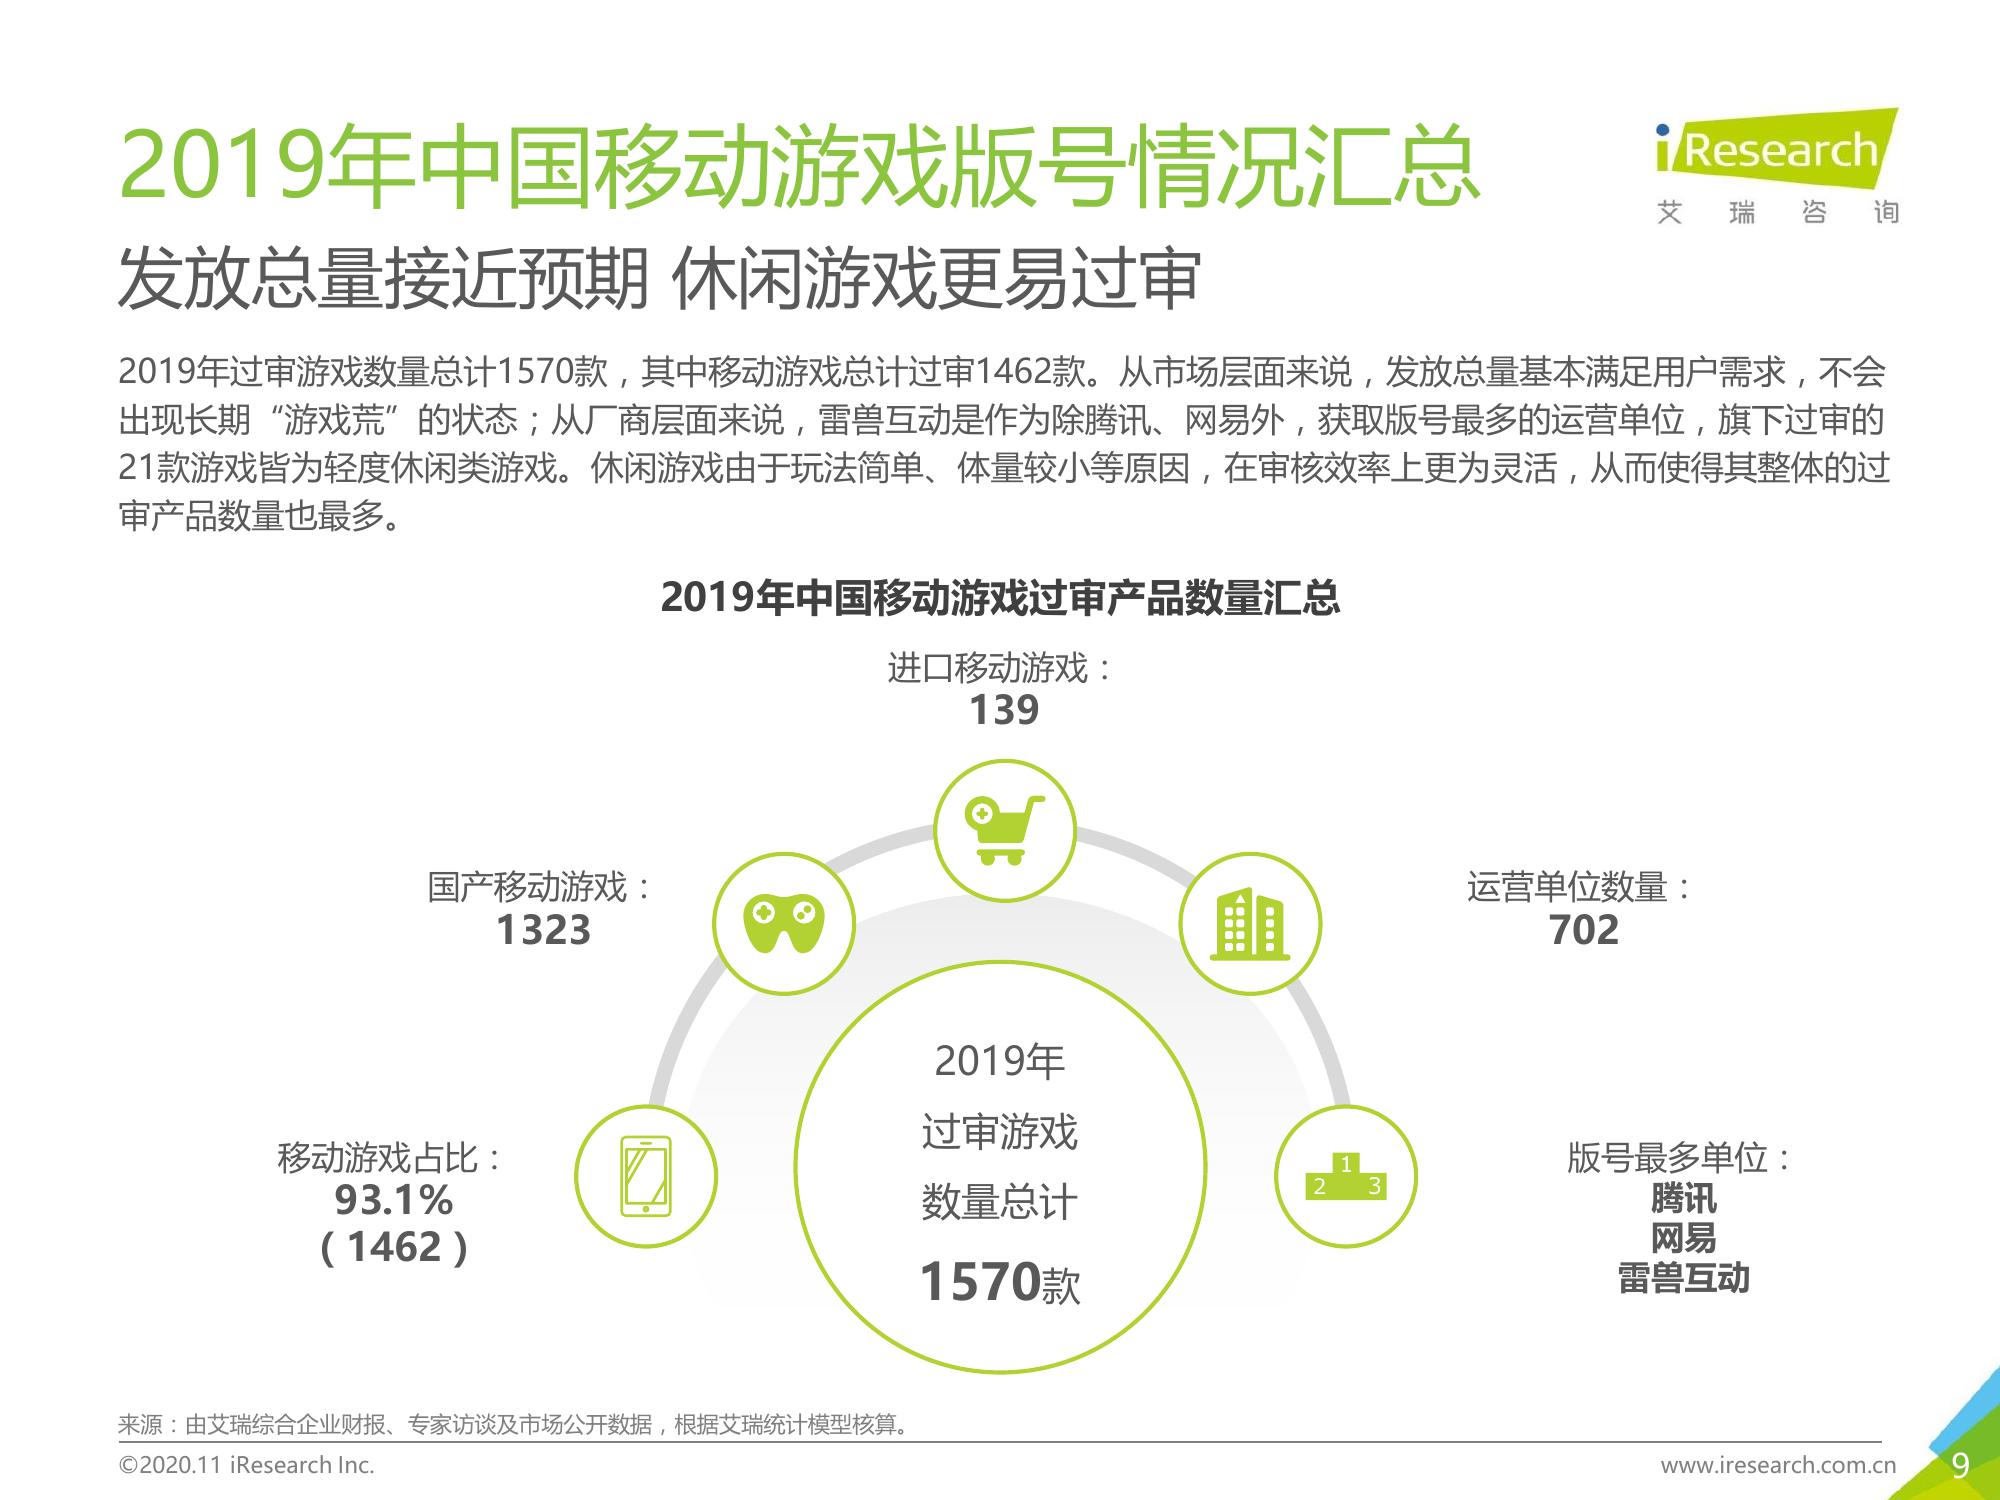 2019年中国移动游戏版号情况汇总
iResearch
艾瑞咨询
发放总量接近预期 休闲游戏更易过审
2019年过审游戏数量总计1570款，其中移动游戏总计过审1462款。从市场层面来说，发放总量基本满足用户需求，不会
出现长期“游戏荒”的状态；从厂商层面来说，雷兽互动是作为除腾讯、网易外，获取版号最多的运营单位，旗下过审的
21款游戏皆为轻度休闲类游戏。休闲游戏由于玩法简单、体量较小等原因，在审核效率上更为灵活，从而使得其整体的过
审产品数量也最多。
2019年中国移动游戏过审产品数量汇总
进口移动游戏：
139
国产移动游戏：
1323
运营单位数量：
702
移动游戏占比：
93.1%
（1462）
2019年
过审游戏
数量总计
1570款
1
2 3
版号最多单位：
腾讯
网易
雷兽互动
来源：由艾瑞综合企业财报、专家访谈及市场公开数据，根据艾瑞统计模型核算。
©2020.11 iResearch Inc.
www.iresearch.com.cn
9